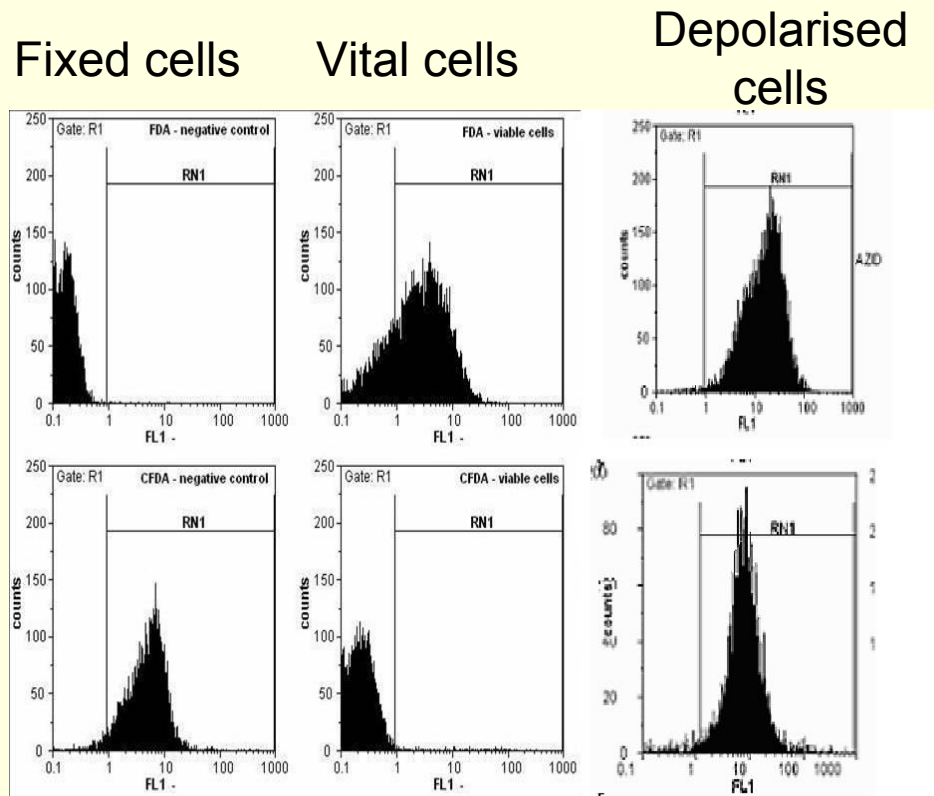 Fixed cells
Vital cells
Depolarised
cells
250
200
150
100
50
0
counts
Gate: R1
FDA - negative control
RN1
0.1 1 10 100 1000
FL1 -
250
200
150
100
50
0
counts
Gate: R1
FDA - viable cells
RN1
0.1 1 10 100 1000
FL1 -
250
200
150
100
50
0
counts
Gate: R1
RN1
AZID
0.1 1 10 100 1000
FL1
250
200
150
100
50
0
counts
Gate: R1
CFDA - negative control
RN1
0.1 1 10 100 1000
FL1 -
250
200
150
100
50
0
counts
Gate: R1
CFDA - viable cells
RN1
0.1 1 10 100 1000
FL1 -
80
60
40
20
0
counts
Gate: R1
RN1
0.1 1 10 100 1000
FL1